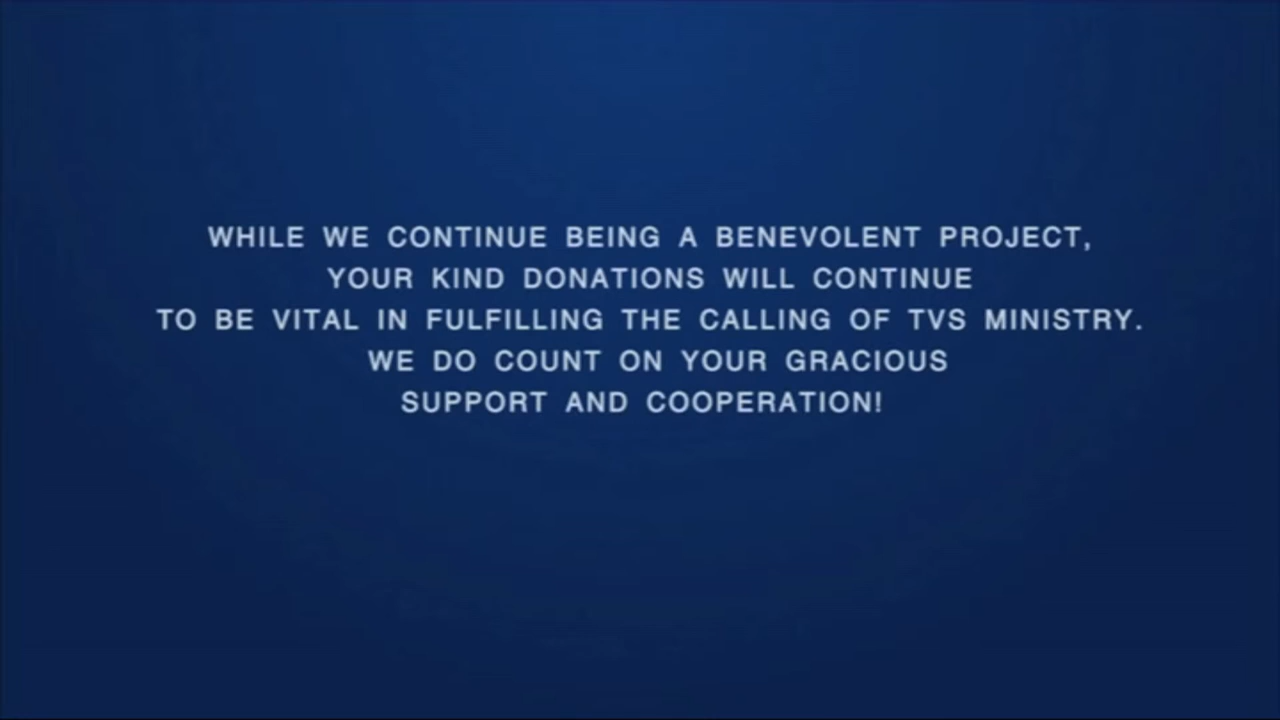 WHILE WE CONTINUE BEING A BENEVOLENT PROJECT,
YOUR KIND DONATIONS WILL CONTINUE
TO BE VITAL IN FULFILLING THE CALLING OF TVS MINISTRY.
WE DO COUNT ON YOUR GRACIOUS
SUPPORT AND COOPERATION!